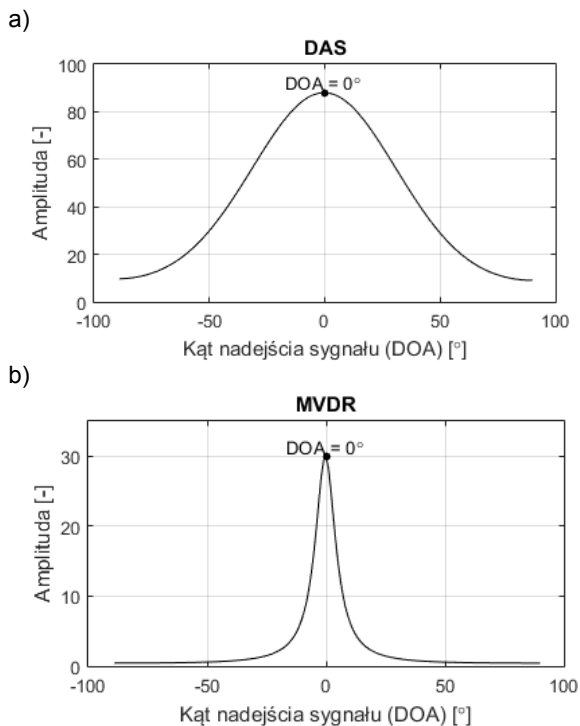 a)
DAS
100
80
60
40
20
0
DOA = 0°
Amplituda [-]
-100 -50 0 50 100
Kąt nadejścia sygnału (DOA) [°]
b)
MVDR
30
20
10
0
DOA = 0°
Amplituda [-]
-100 -50 0 50 100
Kąt nadejścia sygnału (DOA) [°]